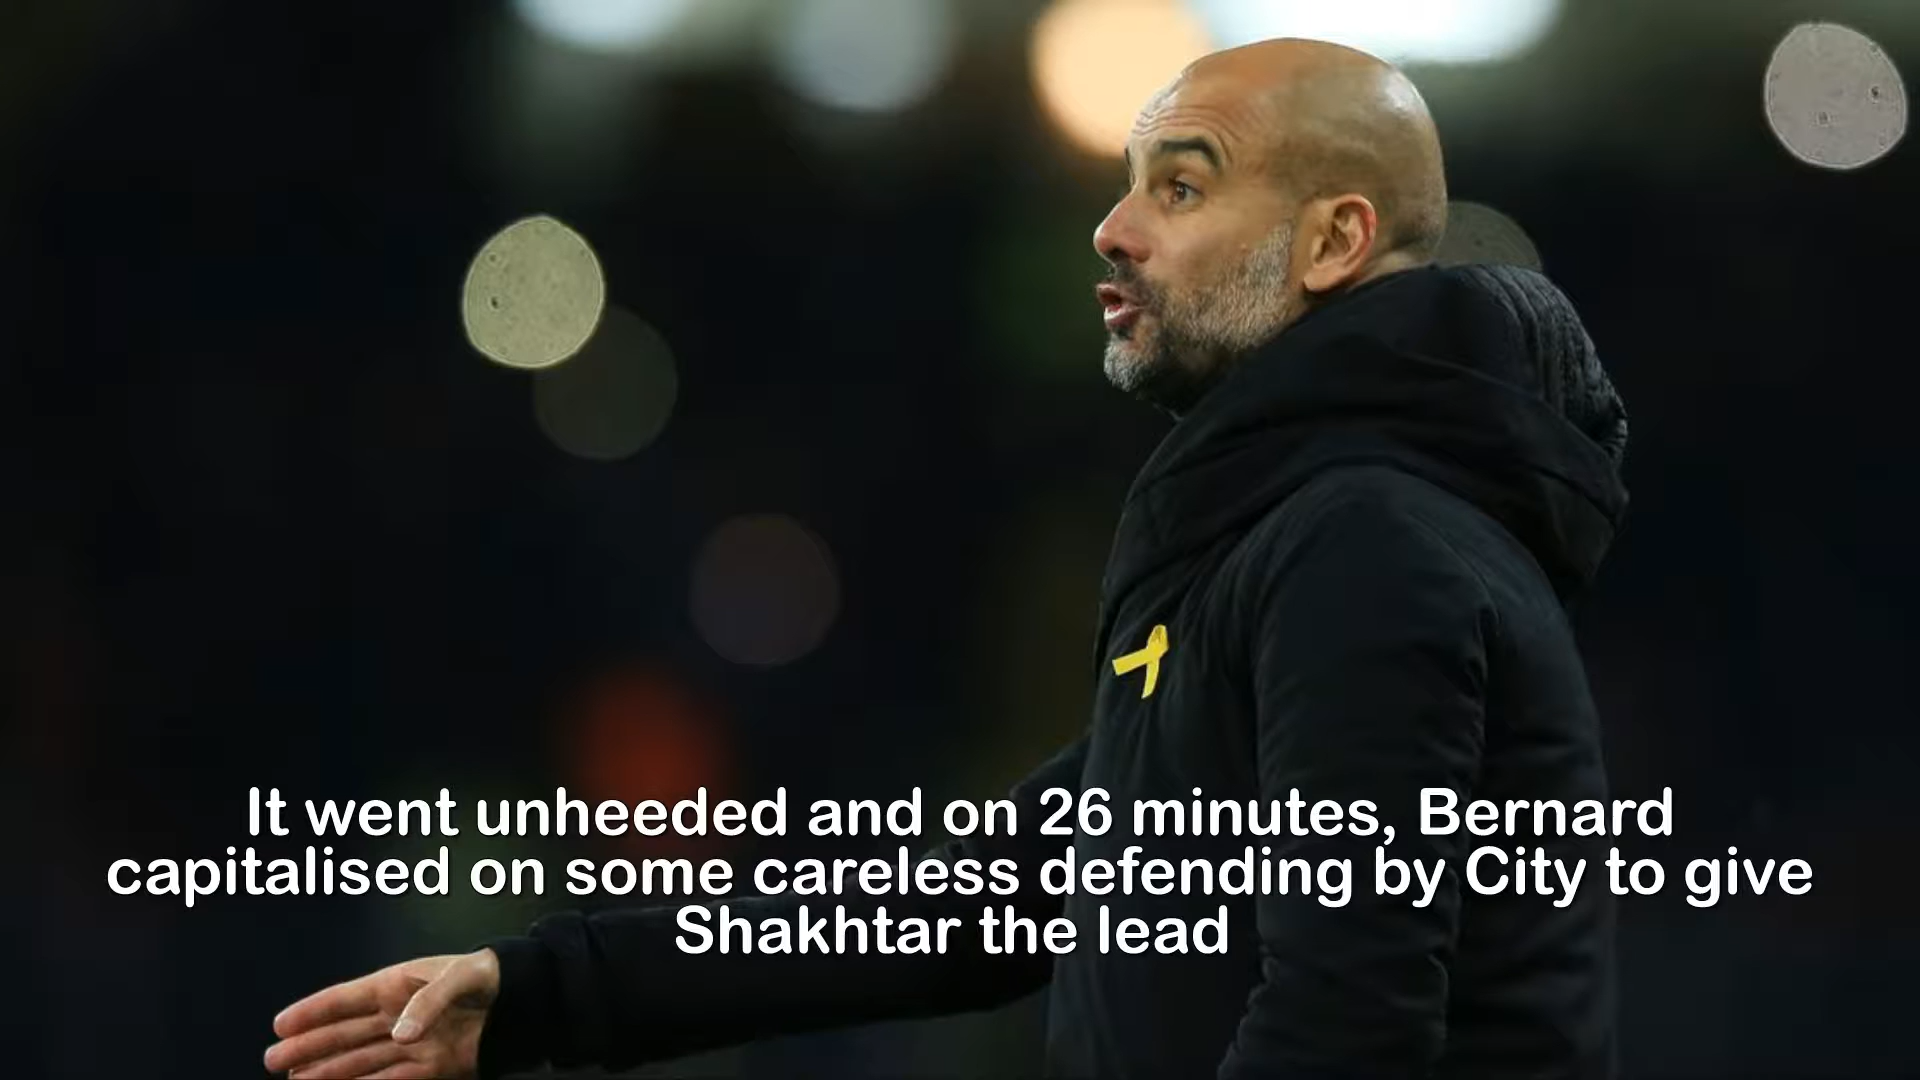 It went unheeded and on 26 minutes, Bernard
capitalised on some careless defending by City to give
Shakhtar the lead